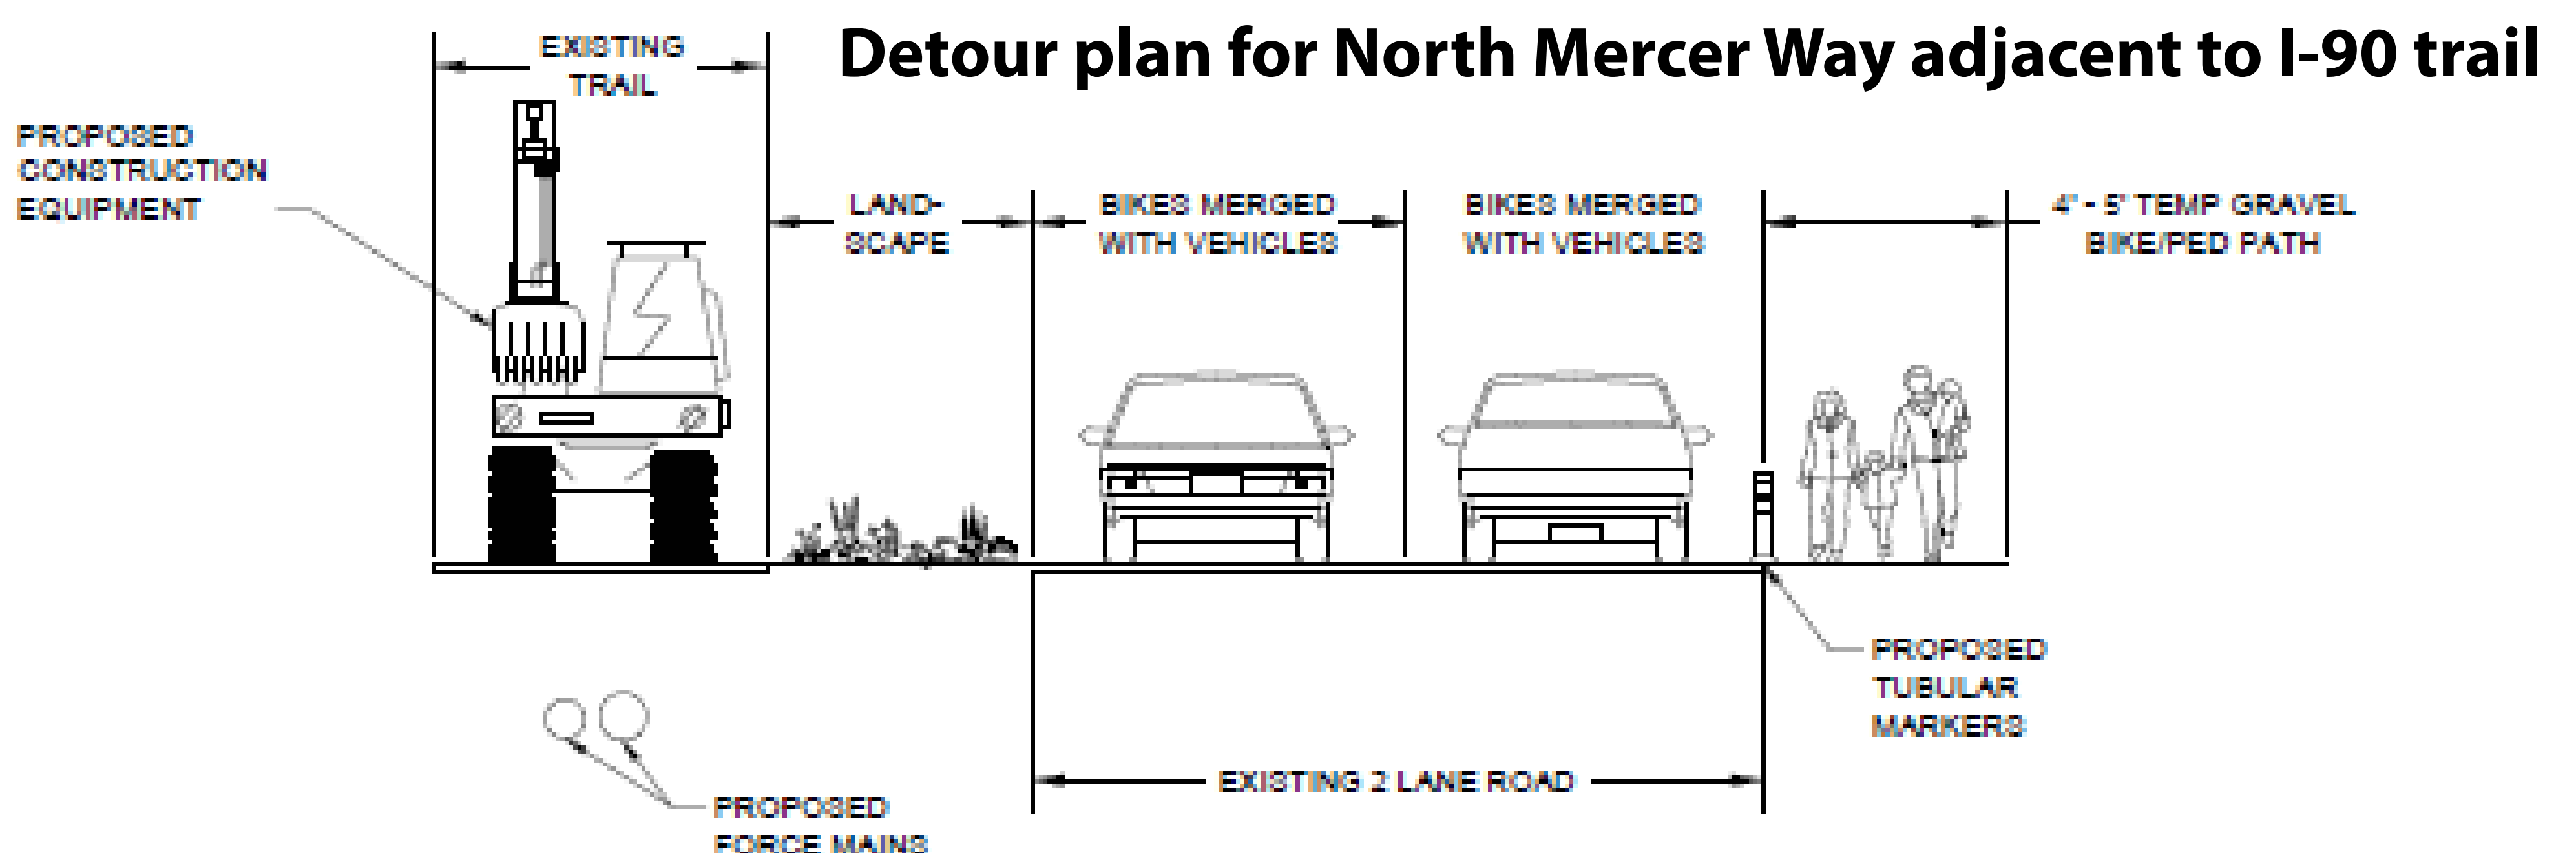 Detour plan for North Mercer Way adjacent to I-90 trail
EXISTING
TRAIL
PROPOSED
CONSTRUCTION
EQUIPMENT
LAND-
SCAPE
BIKES MERGED
WITH VEHICLES
BIKES MERGED
WITH VEHICLES
4' - 5' TEMP GRAVEL
BIKE/PED PATH
PROPOSED
TUBULAR
MARKERS
EXISTING 2 LANE ROAD
PROPOSED
FORCE MAINS